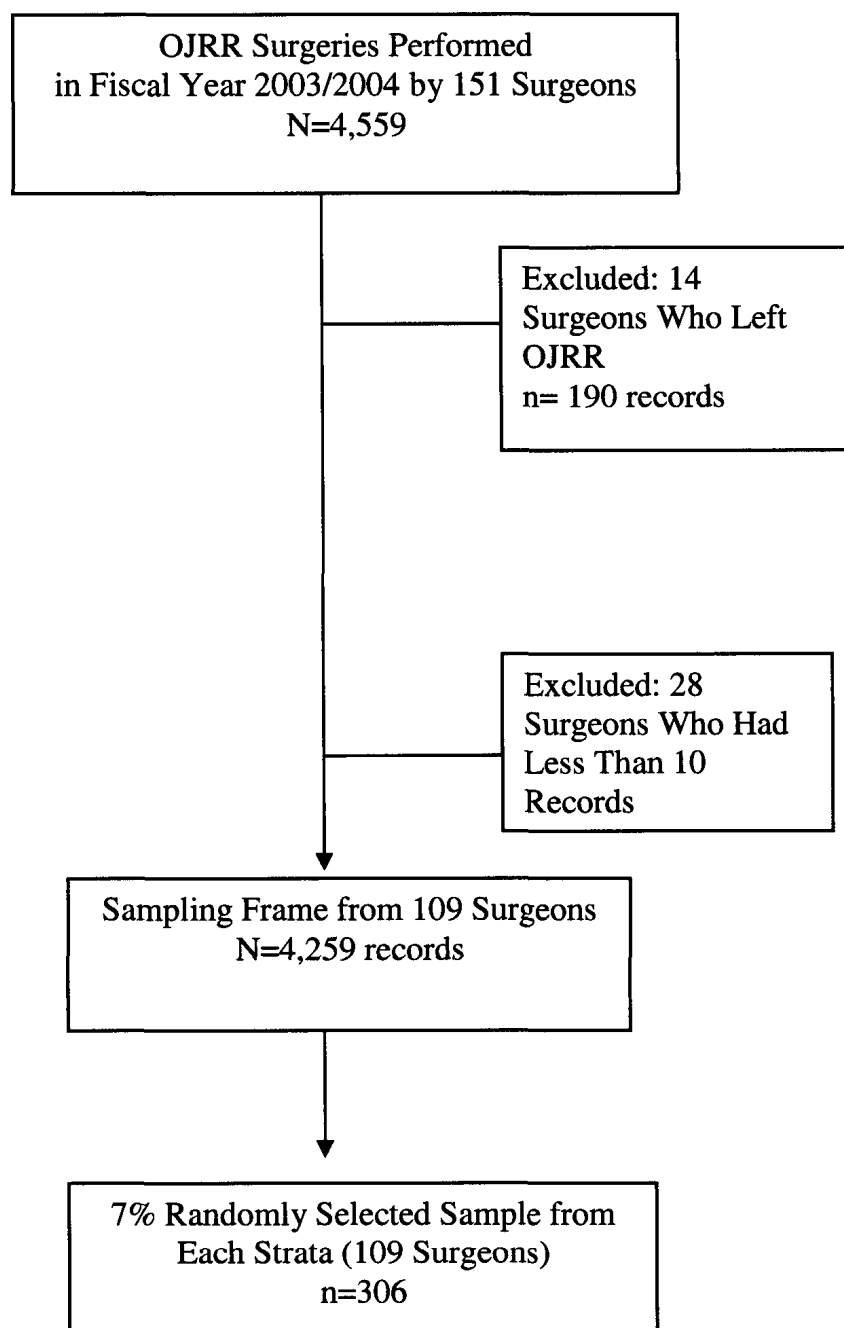 OJRR Surgeries Performed
in Fiscal Year 2003/2004 by 151 Surgeons
N=4,559
Excluded: 14
Surgeons Who Left
OJRR
n= 190 records
Excluded: 28
Surgeons Who Had
Less Than 10
Records
Sampling Frame from 109 Surgeons
N=4,259 records
7% Randomly Selected Sample from
Each Strata (109 Surgeons)
n=306